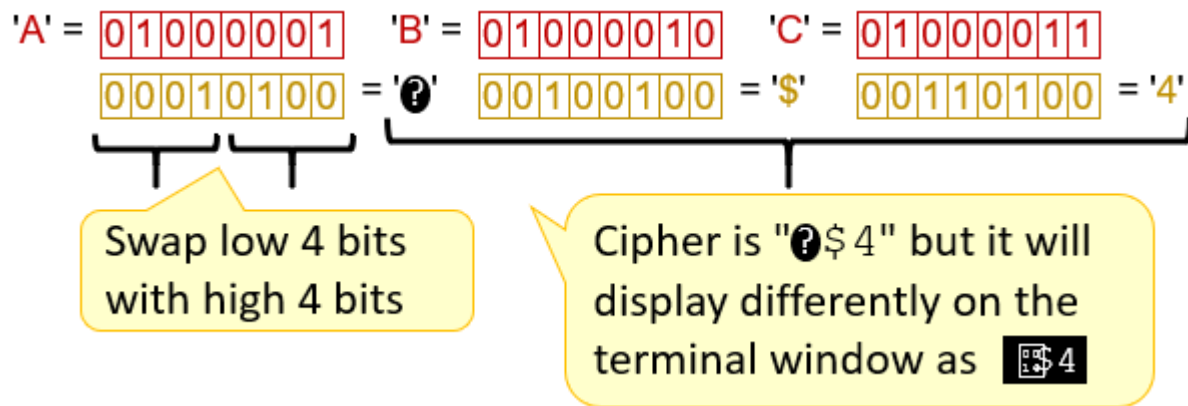 'A' = 01000001 'B' = 01000010 'C' = 01000011
00010100 = '?' 00100100 = '$' 00110100 = '4'
Swap low 4 bits
with high 4 bits
Cipher is "?$4" but it will
display differently on the
terminal window as $4